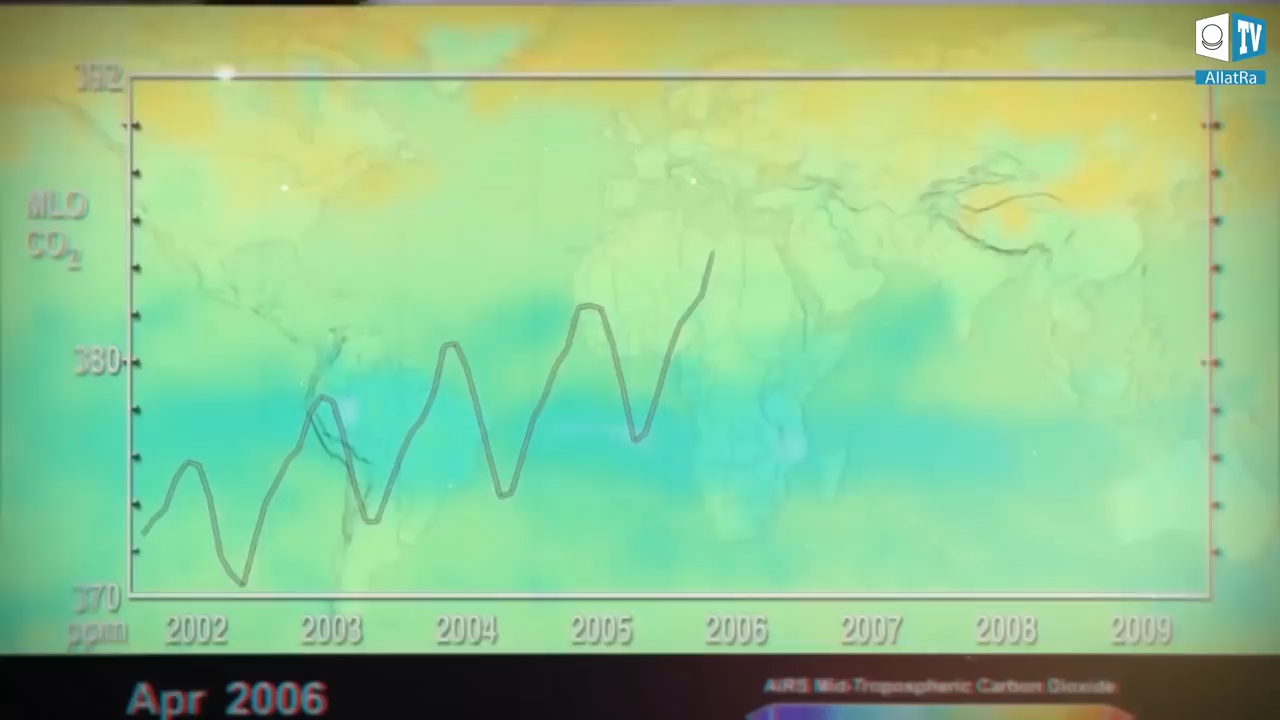 TV
AllatRa
392
MLO
CO₂
380
370
ppm
2002 2003 2004 2005 2006 2007 2008 2009
Apr 2006
AIRS Mid-Tropospheric Carbon Dioxide